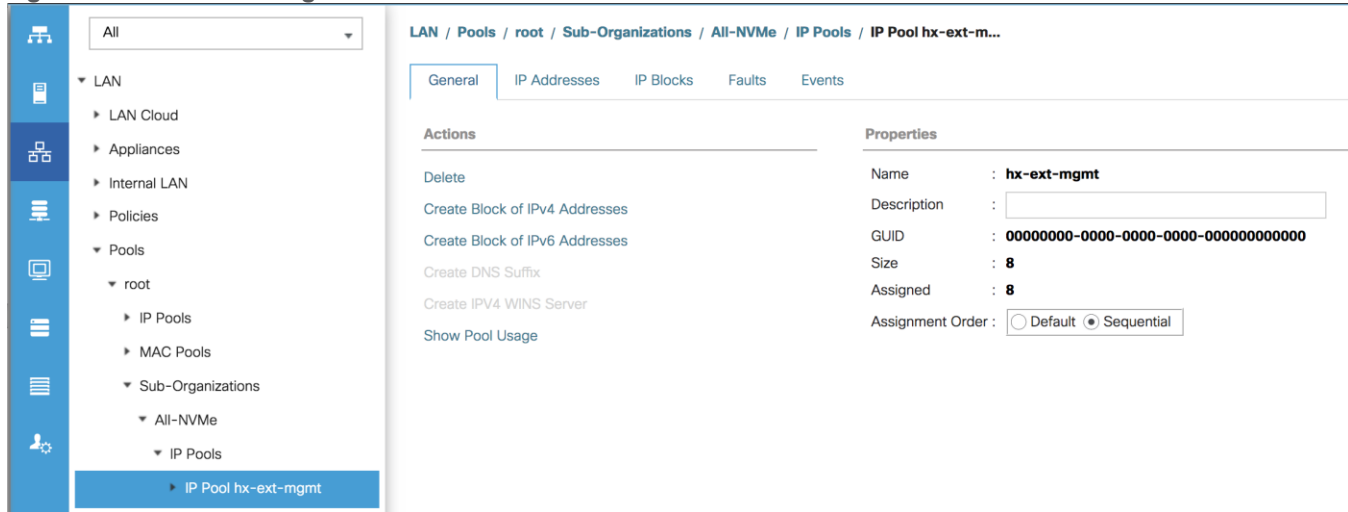 All
LAN
LAN Cloud
Appliances
Internal LAN
Policies
Pools
root
IP Pools
MAC Pools
Sub-Organizations
All-NVMe
IP Pools
IP Pool hx-ext-mgmt
LAN / Pools / root / Sub-Organizations / All-NVMe / IP Pools / IP Pool hx-ext-m...
General IP Addresses IP Blocks Faults Events
Actions
Delete
Create Block of IPv4 Addresses
Create Block of IPv6 Addresses
Create DNS Suffix
Create IPV4 WINS Server
Show Pool Usage
Properties
Name : hx-ext-mgmt
Description :
GUID : 00000000-0000-0000-0000-000000000000
Size : 8
Assigned : 8
Assignment Order : Default Sequential